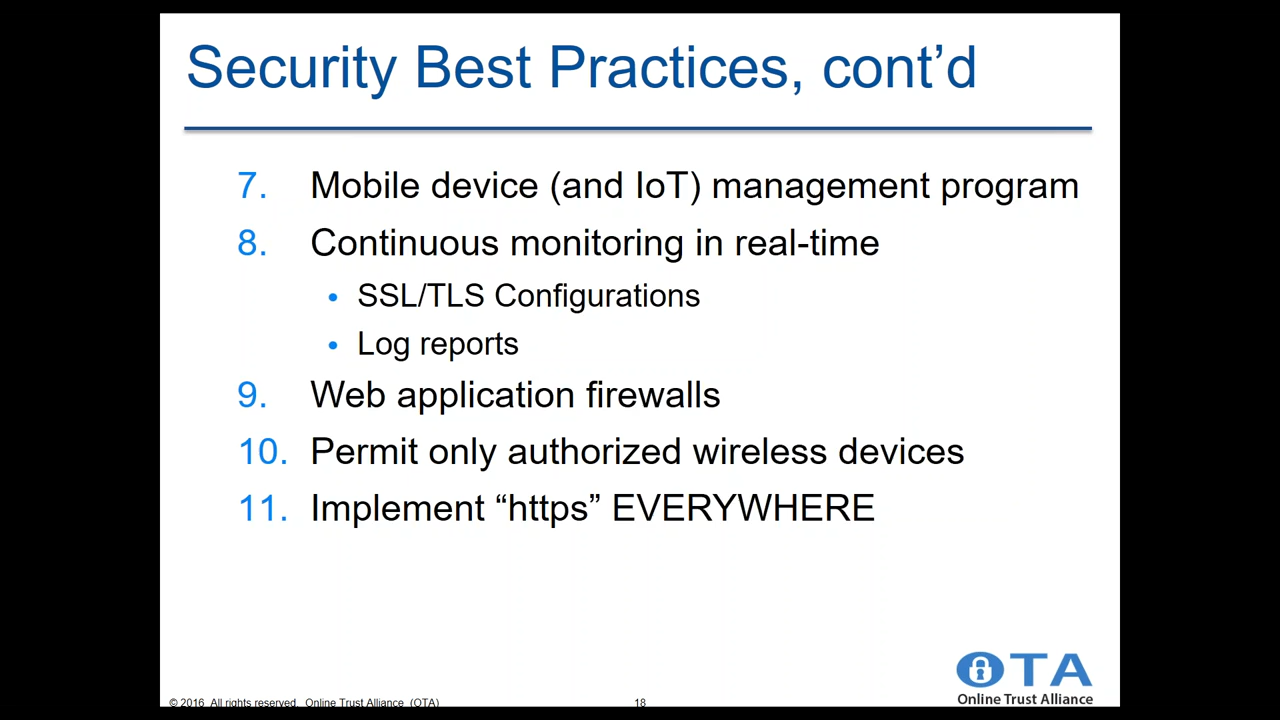 Security Best Practices, cont’d
7. Mobile device (and IoT) management program
8. Continuous monitoring in real-time
• SSL/TLS Configurations
• Log reports
9. Web application firewalls
10. Permit only authorized wireless devices
11. Implement “https” EVERYWHERE
OTA
Online Trust Alliance
© 2016 All rights reserved. Online Trust Alliance (OTA) 18